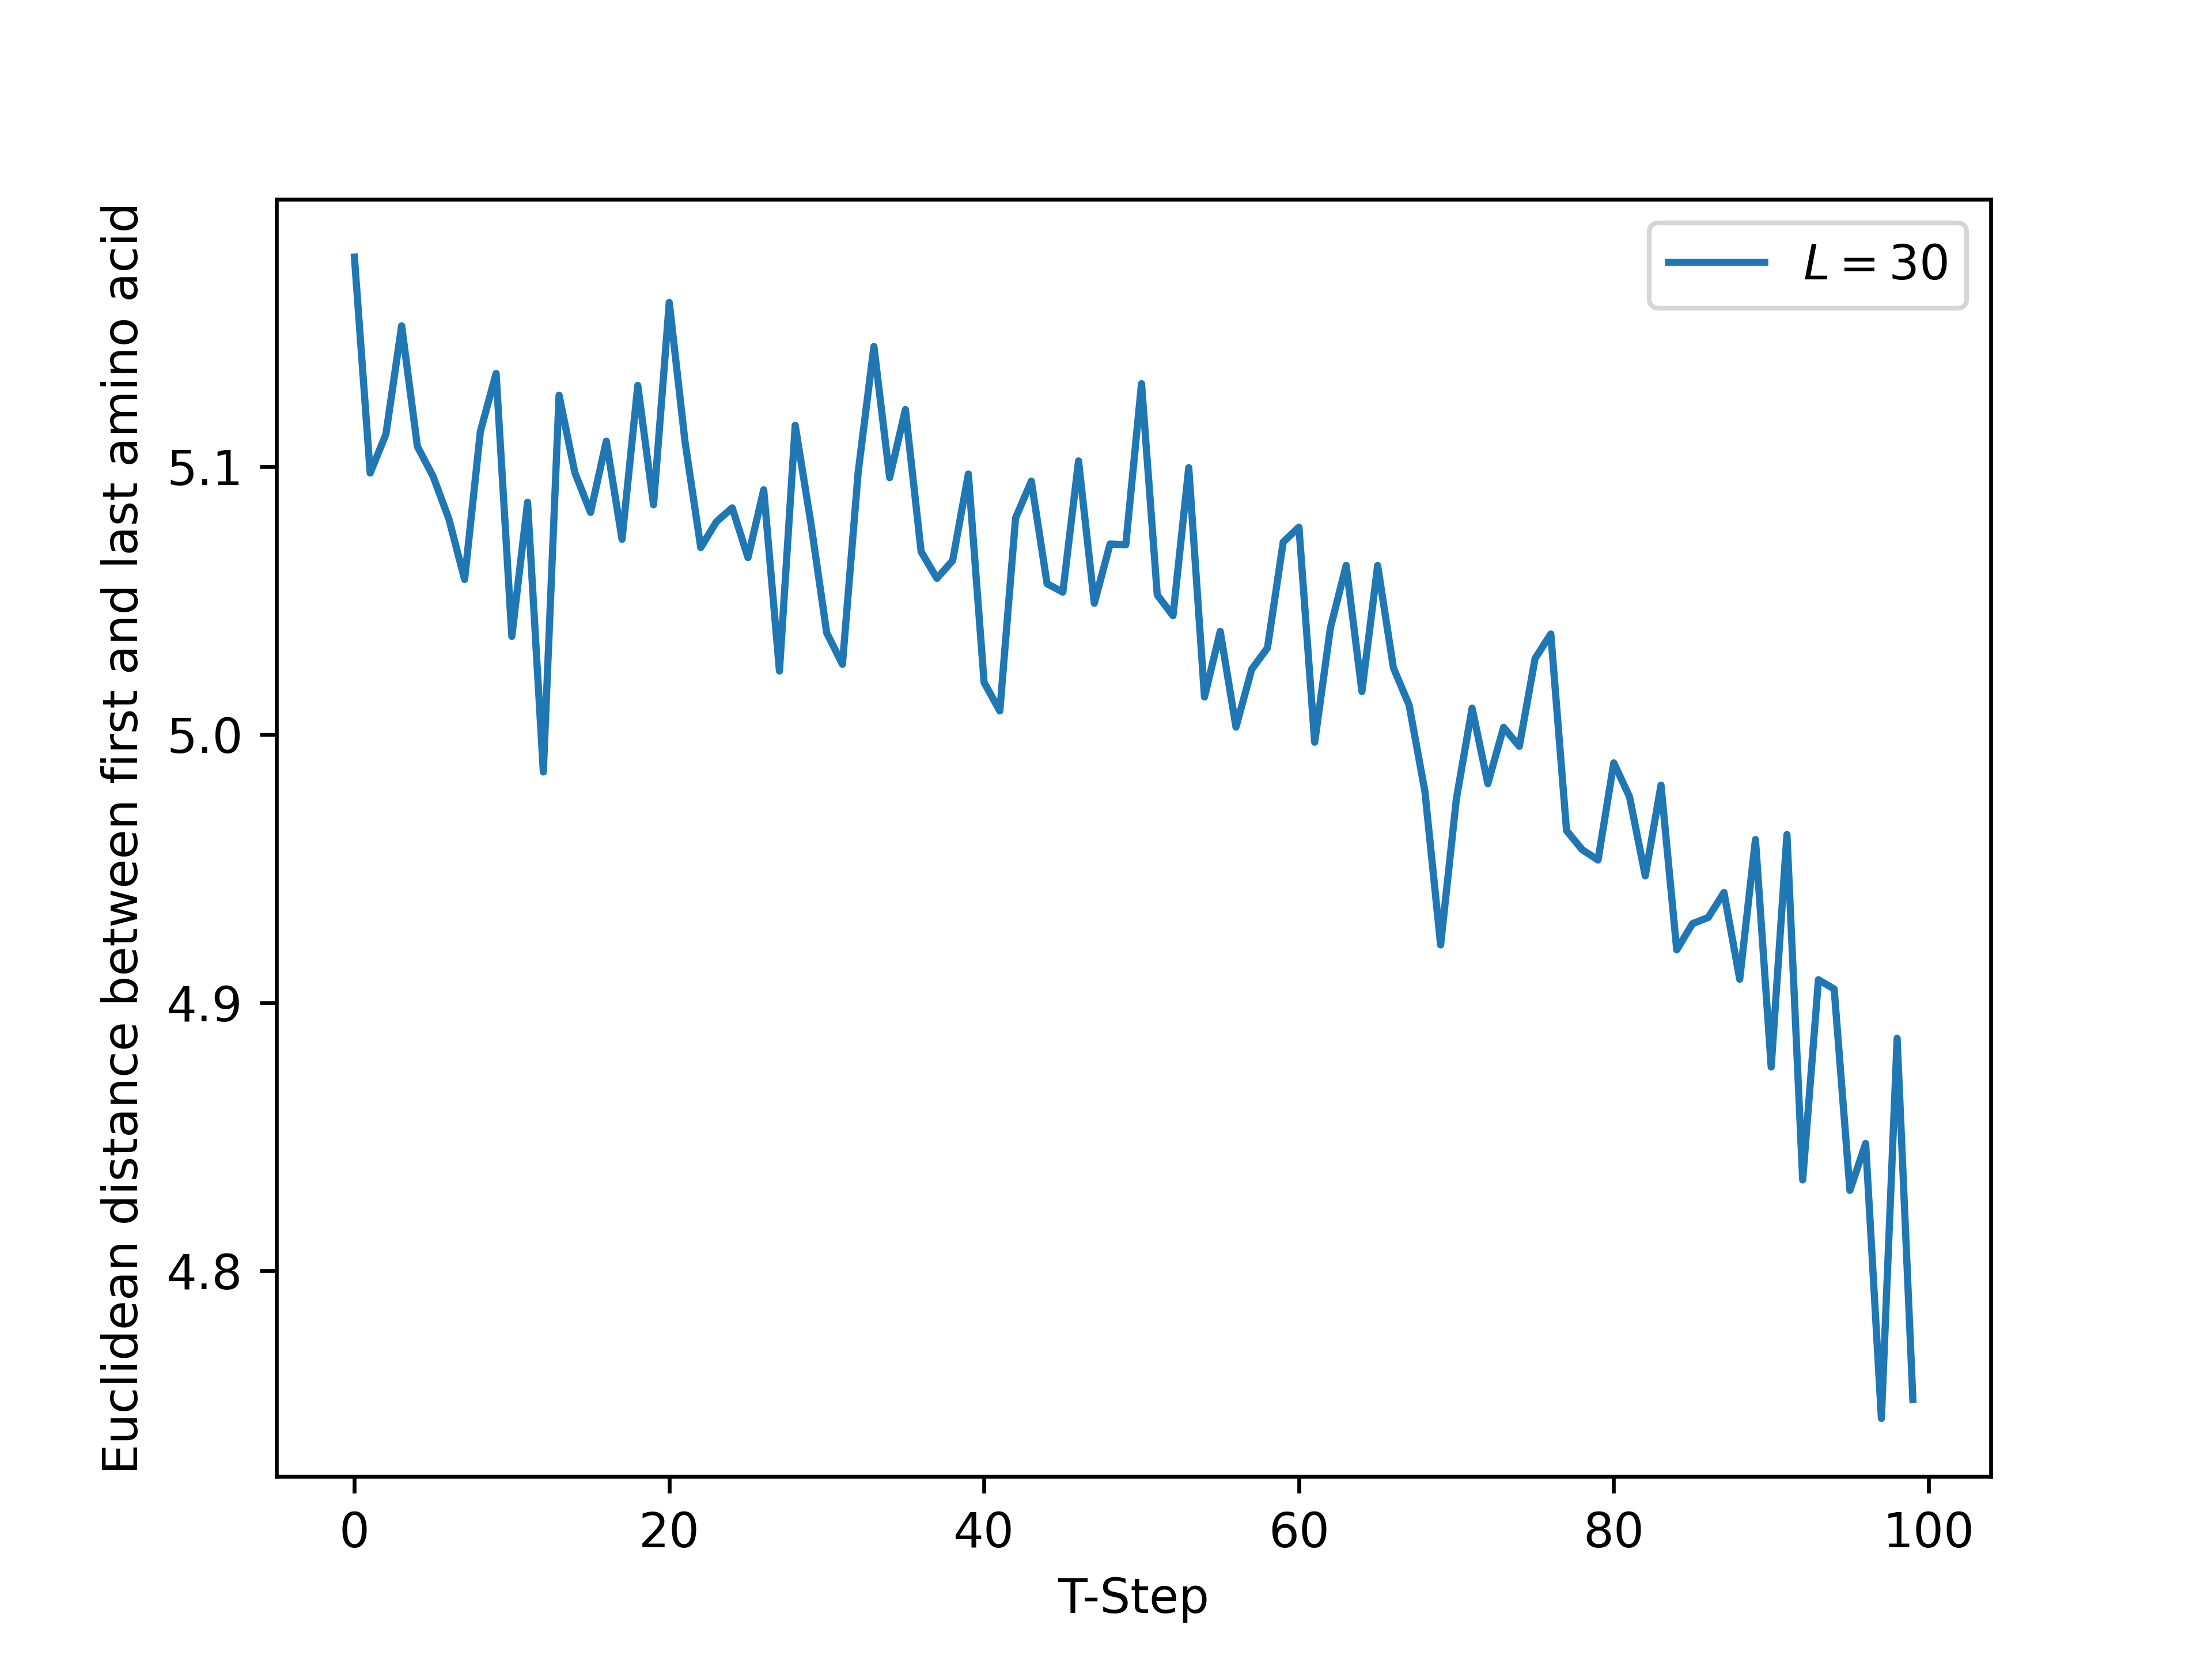 L = 30
Euclidean distance between first and last amino acid
5.1
5.0
4.9
4.8
0 20 40 60 80 100
T-Step